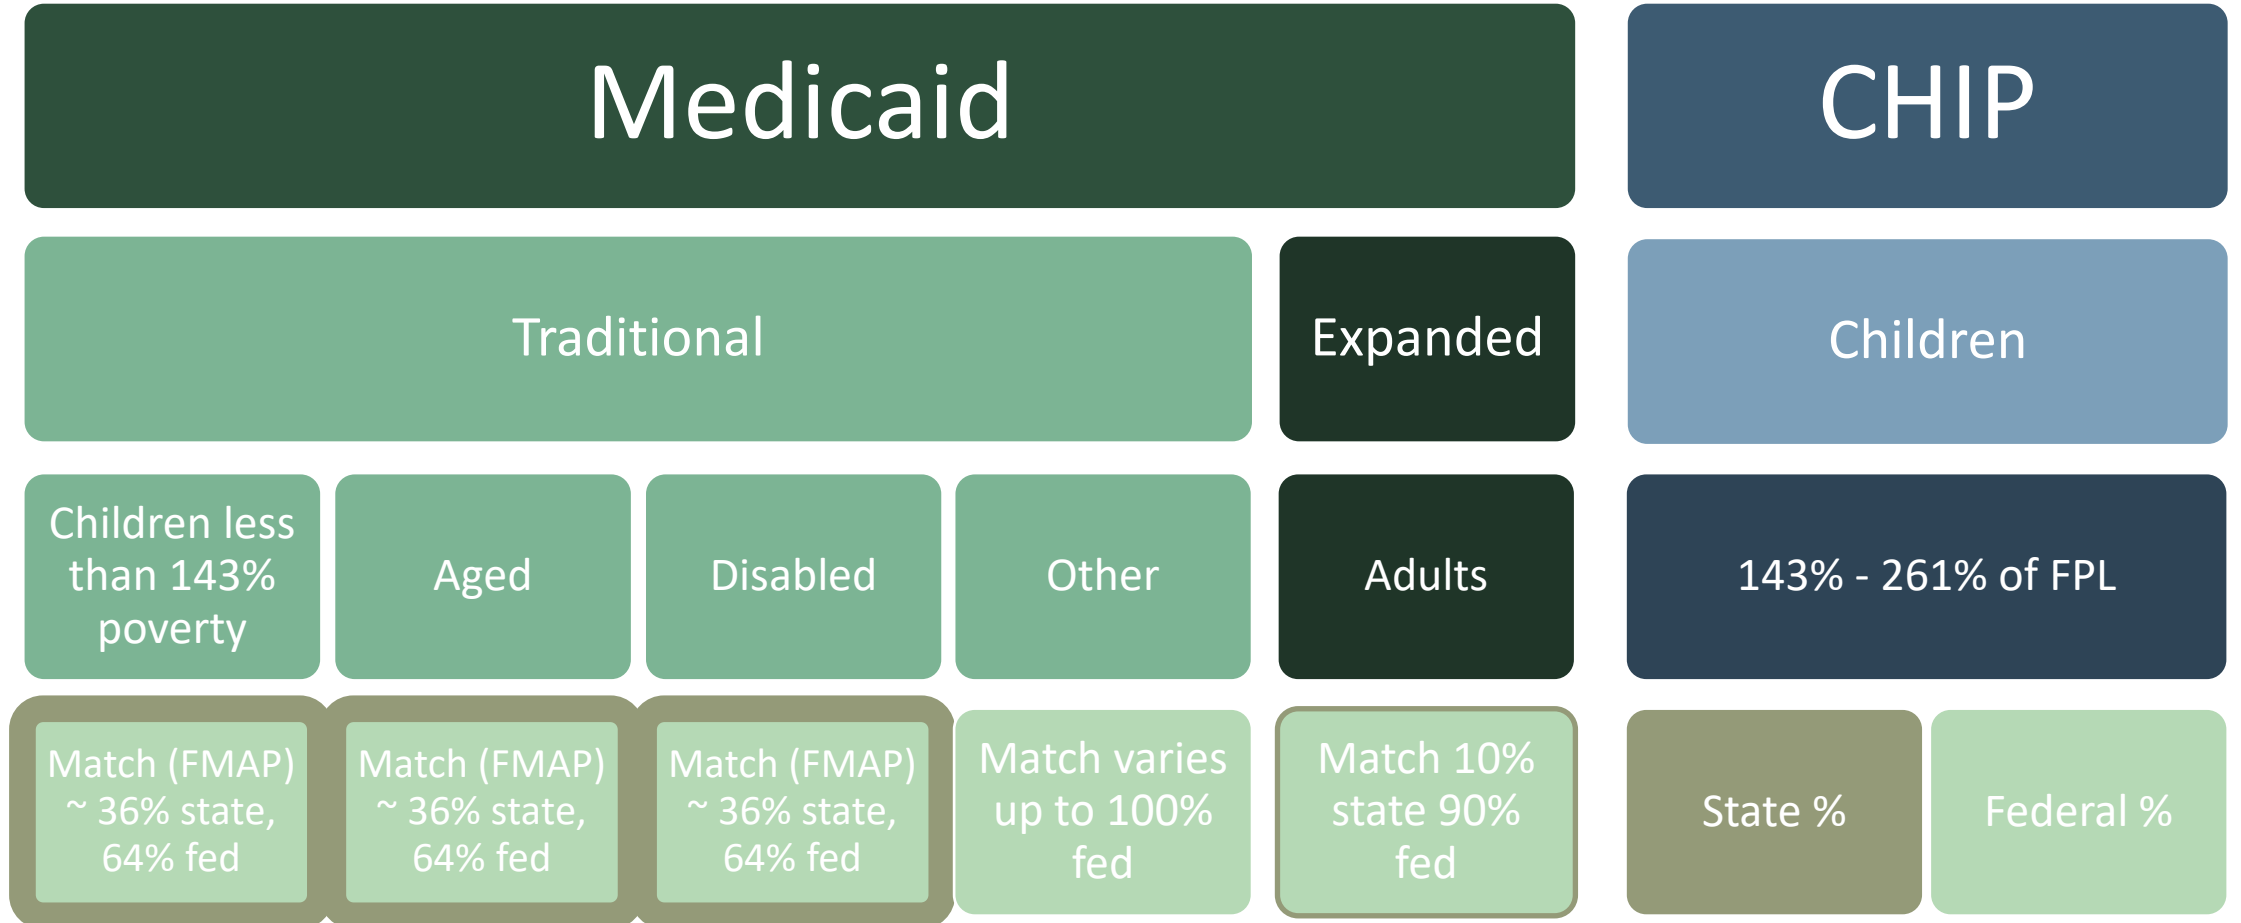 Medicaid
CHIP
Traditional
Expanded
Children
Children less
than 143%
poverty
Aged
Disabled
Other
Adults
143% - 261% of FPL
Match (FMAP)
~ 36% state,
64% fed
Match (FMAP)
~ 36% state,
64% fed
Match (FMAP)
~ 36% state,
64% fed
Match varies
up to 100%
fed
Match 10%
state 90%
fed
State %
Federal %